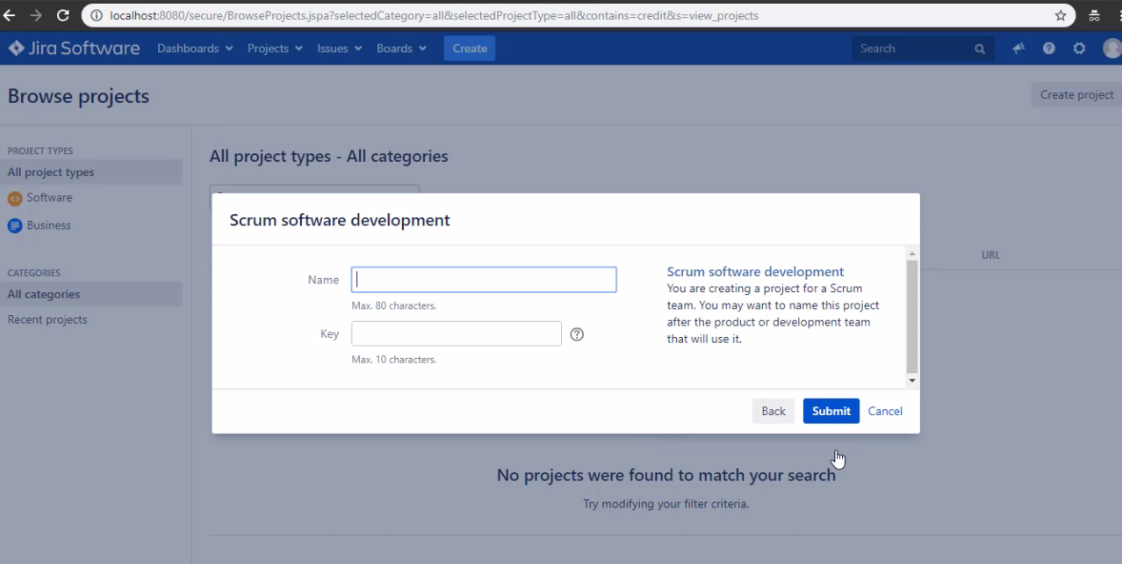 localhost:8080/secure/BrowseProjects.jspa?selectedCategory=all&selectedProjectType=all&contains=credit&s=view_projects
Jira Software Dashboards Projects Issues Boards Create Search
Browse projects
Create project
PROJECT TYPES
All project types
Software
Business
CATEGORIES
All categories
Recent projects
All project types - All categories
URL
Scrum software development
Name
Max. 80 characters.
Key
Max. 10 characters.
Scrum software development
You are creating a project for a Scrum
team. You may want to name this project
after the product or development team
that will use it.
Back Submit Cancel
No projects were found to match your search
Try modifying your filter criteria.